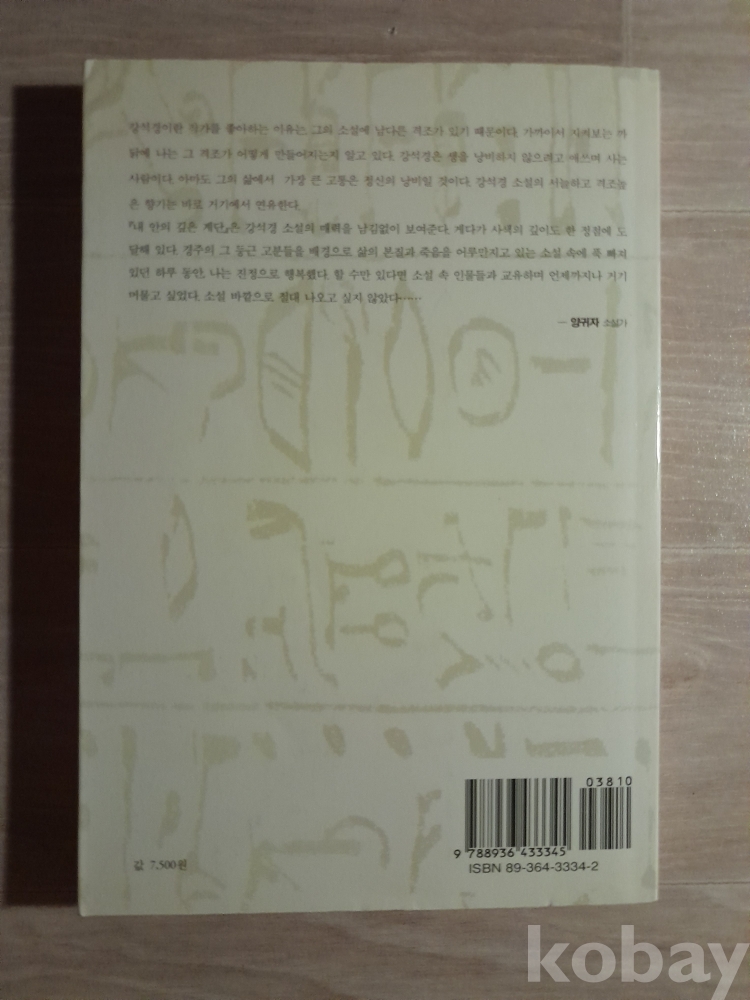 강석경이란 작가를 좋아하는 이유는, 그의 소설에 남다른 격조가 있기 때문이다. 가까이서 지켜보는 까
닭에 나는 그 격조가 어떻게 만들어지는지 알고 있다. 강석경은 생을 낭비하지 않으려고 애쓰며 사는
사람이다. 아마도 그의 삶에서 가장 큰 고통은 정신의 낭비일 것이다. 강석경 소설의 서늘하고 격조높
은 향기는 바로 거기에서 연유한다.
『내 안의 깊은 계단』은 강석경 소설의 매력을 남김없이 보여준다. 게다가 사색의 깊이도 한 정점에 도
달해 있다. 경주의 그 둥근 고분들을 배경으로 삶의 본질과 죽음을 어루만지고 있는 소설 속에 푹 빠져
있던 하루 동안, 나는 진정으로 행복했다. 할 수만 있다면 소설 속 인물들과 교유하며 언제까지나 거기
머물고 싶었다. 소설 바깥으로 절대 나오고 싶지 않았다……
— 양귀자 소설가
03810
9 788936 433345
ISBN 89-364-3334-2
값 7,500원
kobay